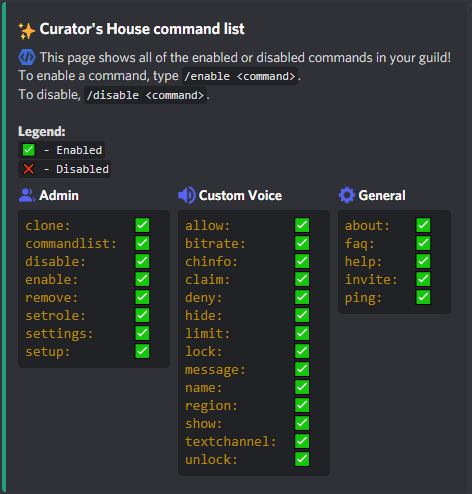 ✨ Curator's House command list
This page shows all of the enabled or disabled commands in your guild!
To enable a command, type /enable <command>.
To disable, /disable <command>.
Legend:
✅ - Enabled
❌ - Disabled
Admin
clone: ✅
commandlist: ✅
disable: ✅
enable: ✅
remove: ✅
setrole: ✅
settings: ✅
setup: ✅
Custom Voice
allow: ✅
bitrate: ✅
chinfo: ✅
claim: ✅
deny: ✅
hide: ✅
limit: ✅
lock: ✅
message: ✅
name: ✅
region: ✅
show: ✅
textchannel: ✅
unlock: ✅
General
about: ✅
faq: ✅
help: ✅
invite: ✅
ping: ✅